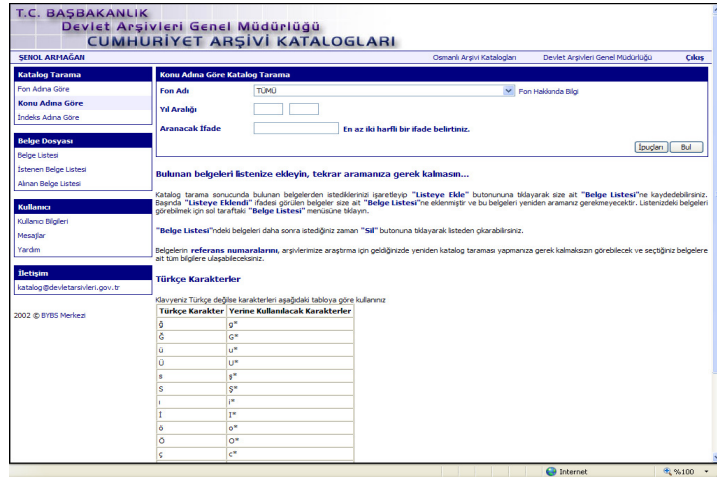 T.C. BAŞBAKANLIK
Devlet Arşivleri Genel Müdürlüğü
CUMHURİYET ARŞİVİ KATALOGLARI
ŞENOL ARMAĞAN
Osmanlı Arşivi Katalogları Devlet Arşivleri Genel Müdürlüğü Çıkış
Katalog Tarama
Fon Adına Göre
Konu Adına Göre
İndeks Adına Göre
Belge Dosyası
Belge Listesi
İstenen Belge Listesi
Alınan Belge Listesi
Kullanıcı
Kullanıcı Bilgileri
Mesajlar
Yardım
İletişim
katalog@devletarsivleri.gov.tr
2002 © BYBS Merkezi
Konu Adına Göre Katalog Tarama
Fon Adı TÜMÜ Fon Hakkında Bilgi
Yıl Aralığı
Aranacak İfade En az iki harfli bir ifade belirtiniz.
İpuçları Bul
Bulunan belgeleri listenize ekleyin, tekrar aramanıza gerek kalmasın...
Katalog tarama sonucunda bulunan belgelerden istediklerinizi işaretleyip "Listeye Ekle" butonununa tıklayarak size ait "Belge Listesi"ne kaydedebilirsiniz.
Başında "Listeye Eklendi" ifadesi görülen belgeler size ait "Belge Listesi"ne eklenmiştir ve bu belgeleri yeniden aramanız gerekmeyecektir. Listenizdeki belgeleri
görebilmek için sol taraftaki "Belge Listesi" menüsüne tıklayın.
"Belge Listesi"ndeki belgeleri daha sonra istediğiniz zaman "Sil" butonuna tıklayarak listeden çıkarabilirsiniz.
Belgelerin referans numaralarını, arşivlerimize araştırma için geldiğinizde yeniden katalog taraması yapmanıza gerek kalmaksızın görebilecek ve seçtiğiniz belgelere
ait tüm bilgilere ulaşabileceksiniz.
Türkçe Karakterler
Klavyeniz Türkçe değilse karakterleri aşağıdaki tabloya göre kullanınız
Türkçe Karakter Yerine Kullanılacak Karakterler
ğ g*
Ğ G*
ü u*
Ü U*
s ş*
S Ş*
ı i*
İ I*
ö o*
Ö O*
ç c*
Internet %100